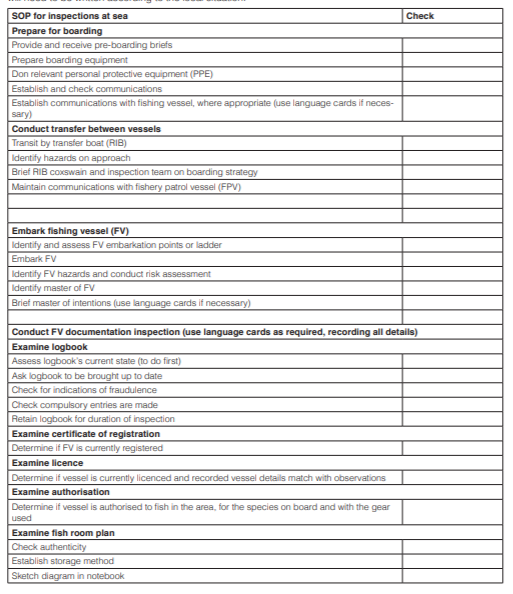 SOP for inspections at sea Check
Prepare for boarding
Provide and receive pre-boarding briefs
Prepare boarding equipment
Don relevant personal protective equipment (PPE)
Establish and check communications
Establish communications with fishing vessel, where appropriate (use language cards if neces-
sary)
Conduct transfer between vessels
Transit by transfer boat (RIB)
Identify hazards on approach
Brief RIB coxswain and inspection team on boarding strategy
Maintain communications with fishery patrol vessel (FPV)
Embark fishing vessel (FV)
Identify and assess FV embarkation points or ladder
Embark FV
Identify FV hazards and conduct risk assessment
Identify master of FV
Brief master of intentions (use language cards if necessary)
Conduct FV documentation inspection (use language cards as required, recording all details)
Examine logbook
Assess logbook's current state (to do first)
Ask logbook to be brought up to date
Check for indications of fraudulence
Check compulsory entries are made
Retain logbook for duration of inspection
Examine certificate of registration
Determine if FV is currently registered
Examine licence
Determine if vessel is currently licenced and recorded vessel details match with observations
Examine authorisation
Determine if vessel is authorised to fish in the area, for the species on board and with the gear
used
Examine fish room plan
Check authenticity
Establish storage method
Sketch diagram in notebook